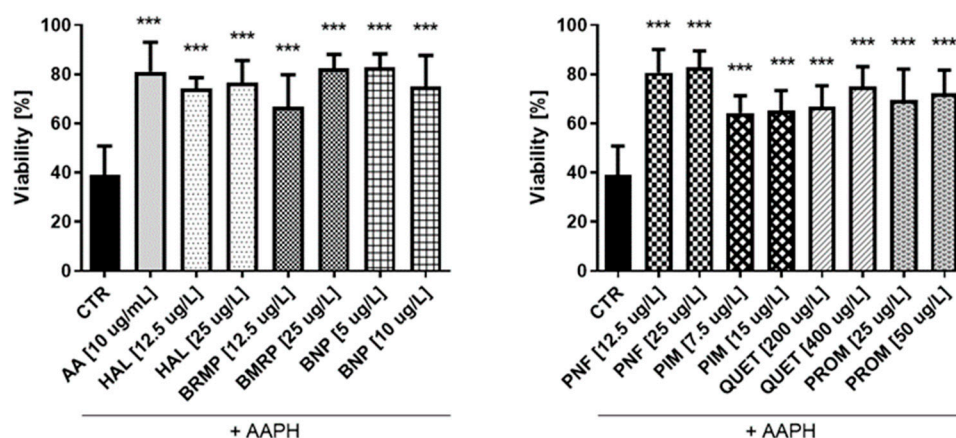 *** *** *** *** *** *** ***
Viability [%]
100
80
60
40
20
0
CTR
AA [10 ug/mL]
HAL [12.5 ug/L]
HAL [25 ug/L]
BRMP [12.5 ug/L]
BMRP [25 ug/L]
BNP [5 ug/L]
BNP [10 ug/L]
+ AAPH
*** *** *** *** *** *** *** ***
Viability [%]
100
80
60
40
20
0
CTR
PNF [12.5 ug/L]
PNF [25 ug/L]
PIM [7.5 ug/L]
PIM [15 ug/L]
QUET [200 ug/L]
QUET [400 ug/L]
PROM [25 ug/L]
PROM [50 ug/L]
+ AAPH